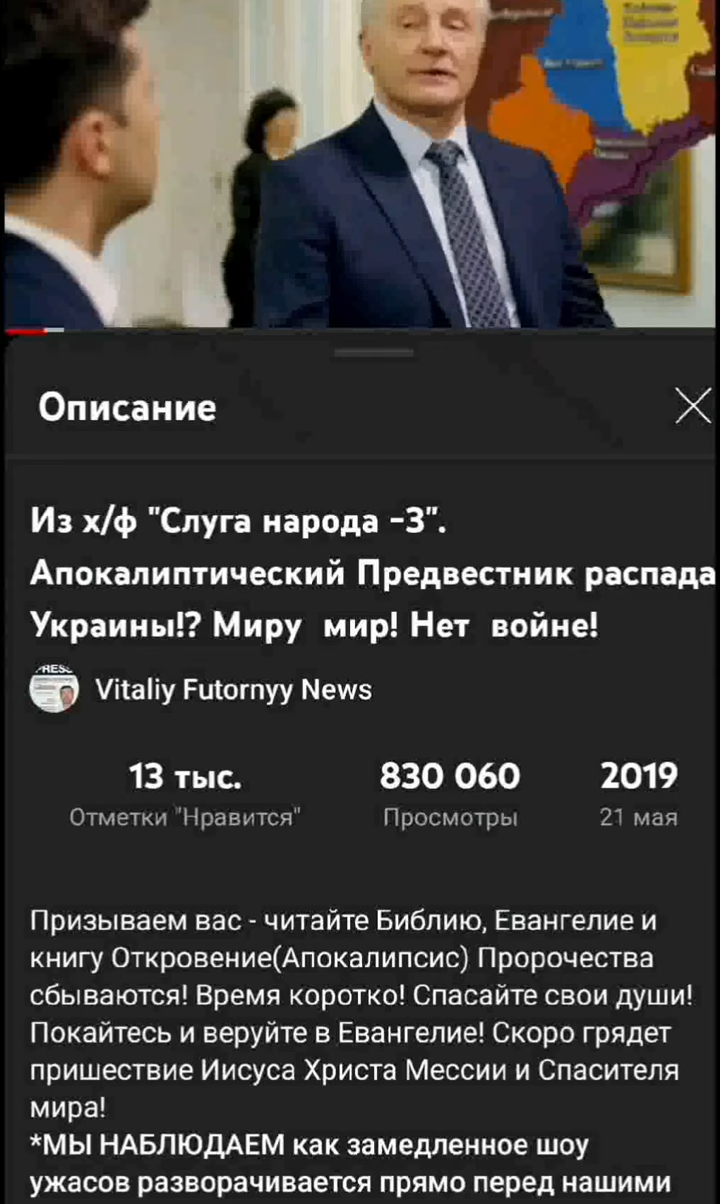 Описание
Из х/ф "Слуга народа -3".
Апокалиптический Предвестник распада
Украины!? Миру мир! Нет войне!
Vitaliy Futornyy News
13 тыс.
Отметки "Нравится"
830 060
Просмотры
2019
21 мая
Призываем вас - читайте Библию, Евангелие и
книгу Откровение(Апокалипсис) Пророчества
сбываются! Время коротко! Спасайте свои души!
Покайтесь и веруйте в Евангелие! Скоро грядет
пришествие Иисуса Христа Мессии и Спасителя
мира!
*МЫ НАБЛЮДАЕМ как замедленное шоу
ужасов разворачивается прямо перед нашими